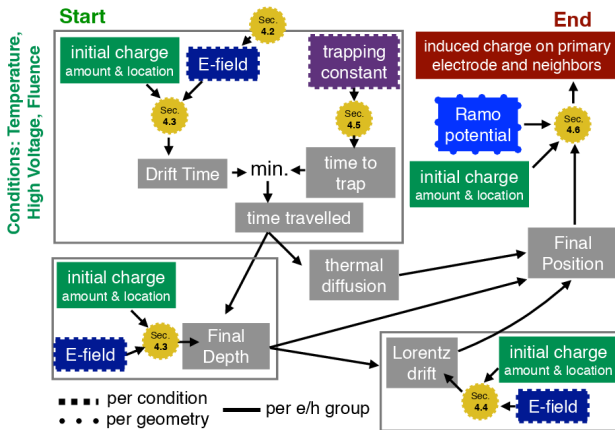 Start
End
Conditions: Temperature,
High Voltage, Fluence
Sec.
4.2
initial charge
amount & location
E-field
trapping
constant
induced charge on primary
electrode and neighbors
Sec.
4.3
Sec.
4.5
Ramo
potential
Sec.
4.6
Drift Time
min.
time to
trap
initial charge
amount & location
time travelled
initial charge
amount & location
thermal
diffusion
Final
Position
E-field
Sec.
4.3
Final
Depth
Lorentz
drift
initial charge
amount & location
Sec.
4.4
E-field
per condition
per geometry
per e/h group